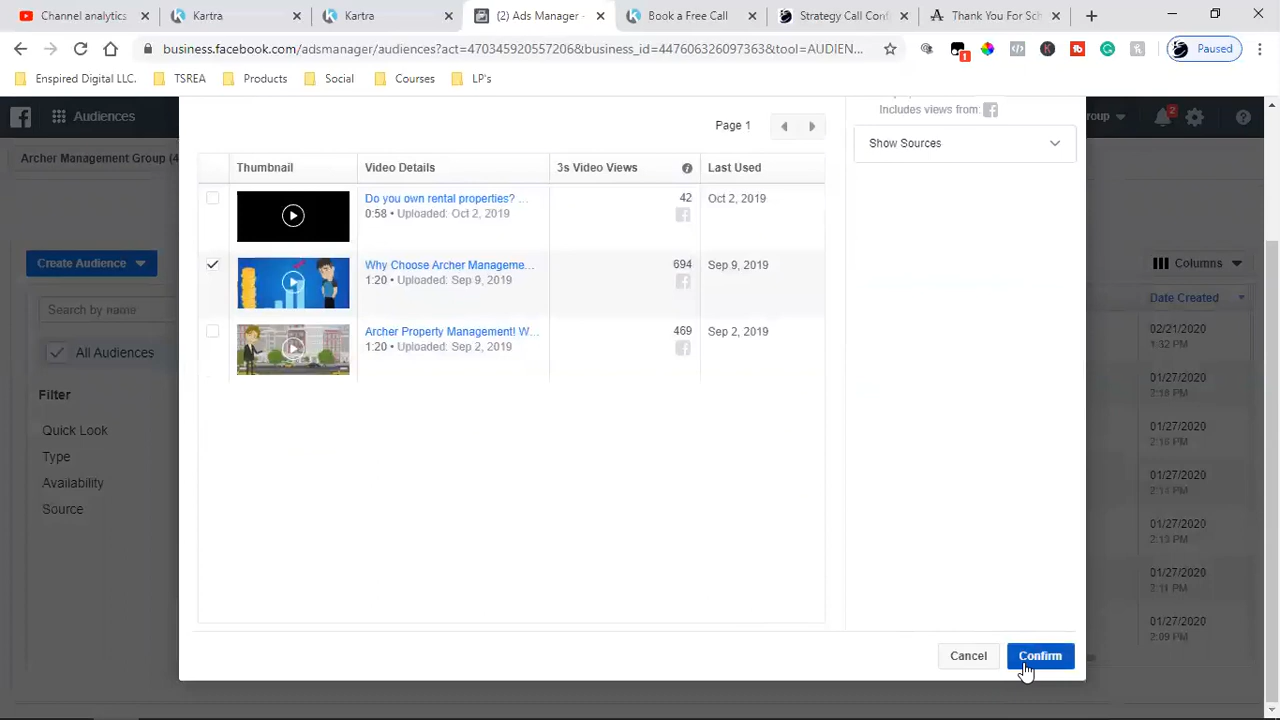 Channel analytics
Kartra
Kartra
(2) Ads Manager -
Book a Free Call
Strategy Call Conf
Thank You For Sch
business.facebook.com/adsmanager/audiences?act=470345920557206&business_id=447606326097363&tool=AUDIEN...
1
Paused
Enspired Digital LLC.
TSREA
Products
Social
Courses
LP's
Audiences
roup
2
Archer Management Group (4
Create Audience
Search by name
All Audiences
Filter
Quick Look
Type
Availability
Source
Includes views from:
Page 1
Show Sources
Thumbnail
Video Details
3s Video Views
Last Used
Do you own rental properties? ...
0:58 • Uploaded: Oct 2, 2019
42
Oct 2, 2019
Why Choose Archer Manageme...
1:20 • Uploaded: Sep 9, 2019
694
Sep 9, 2019
Archer Property Management! W...
1:20 • Uploaded: Sep 2, 2019
469
Sep 2, 2019
Cancel
Confirm
Columns
Date Created
02/21/2020
1:32 PM
01/27/2020
2:18 PM
01/27/2020
2:16 PM
01/27/2020
2:14 PM
01/27/2020
2:13 PM
01/27/2020
2:11 PM
01/27/2020
2:09 PM